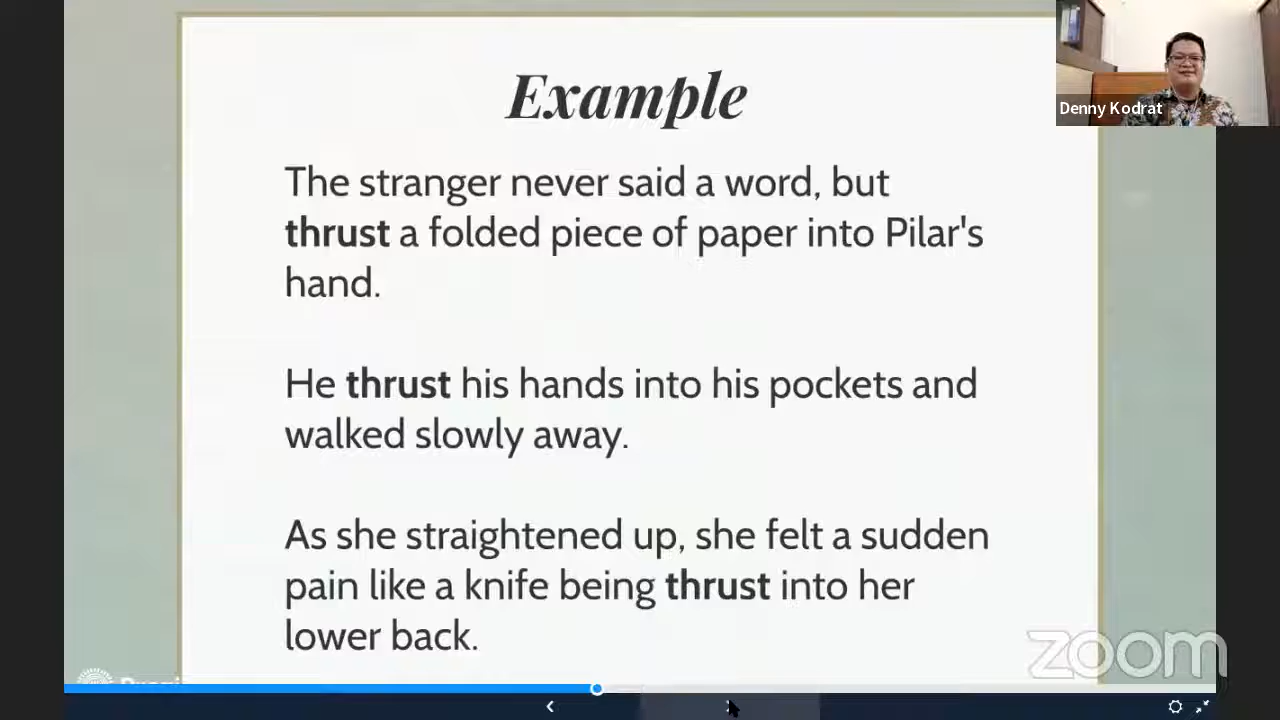 Example
Denny Kodrat
The stranger never said a word, but
thrust a folded piece of paper into Pilar's
hand.
He thrust his hands into his pockets and
walked slowly away.
As she straightened up, she felt a sudden
pain like a knife being thrust into her
lower back.
zoom